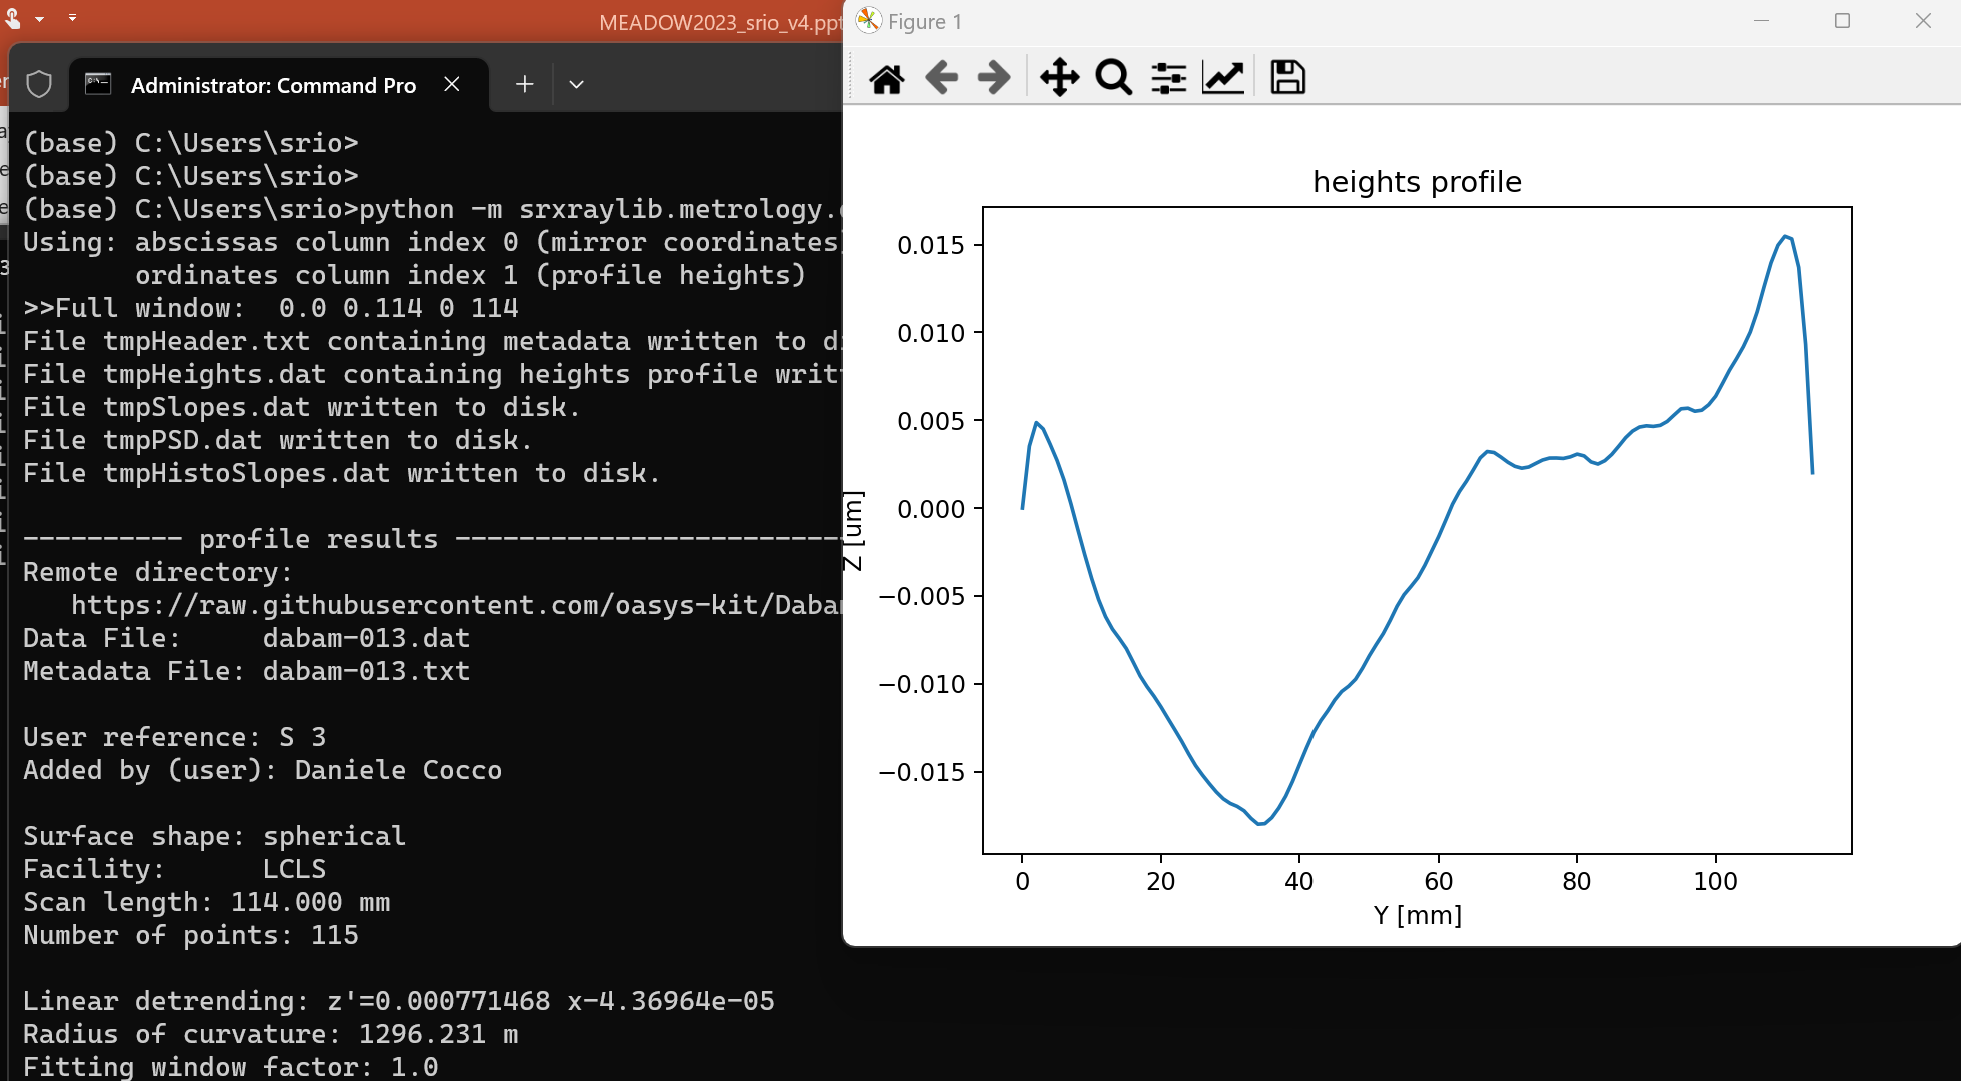 MEADOW2023_srio_v4.ppt
Administrator: Command Pro
(base) C:\Users\srio>
(base) C:\Users\srio>
(base) C:\Users\srio>python -m srxraylib.metrology.
Using: abscissas column index 0 (mirror coordinates)
ordinates column index 1 (profile heights)
>>Full window:  0.0 0.114 0 114
File tmpHeader.txt containing metadata written to di
File tmpHeights.dat containing heights profile writt
File tmpSlopes.dat written to disk.
File tmpPSD.dat written to disk.
File tmpHistoSlopes.dat written to disk.
---------- profile results ------------------------
Remote directory:
https://raw.githubusercontent.com/oasys-kit/Dabam
Data File:     dabam-013.dat
Metadata File: dabam-013.txt
User reference: S 3
Added by (user): Daniele Cocco
Surface shape: spherical
Facility:      LCLS
Scan length: 114.000 mm
Number of points: 115
Linear detrending: z'=0.000771468 x-4.36964e-05
Radius of curvature: 1296.231 m
Fitting window factor: 1.0
Figure 1
heights profile
0.015
0.010
0.005
0.000
−0.005
−0.010
−0.015
Z [um]
0 20 40 60 80 100
Y [mm]